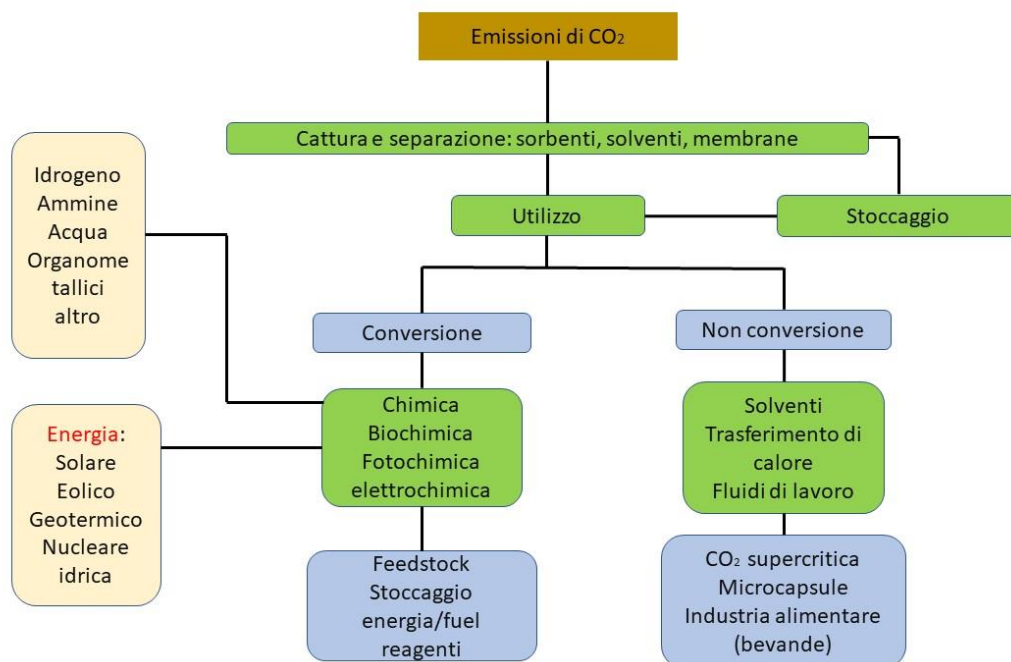 Emissioni di CO₂
Cattura e separazione: sorbenti, solventi, membrane
Idrogeno
Ammine
Acqua
Organome
tallici
altro
Utilizzo
Stoccaggio
Conversione
Non conversione
Energia:
Solare
Eolico
Geotermico
Nucleare
idrica
Chimica
Biochimica
Fotochimica
elettrochimica
Solventi
Trasferimento di
calore
Fluidi di lavoro
Feedstock
Stoccaggio
energia/fuel
reagenti
CO₂ supercritica
Microcapsule
Industria alimentare
(bevande)